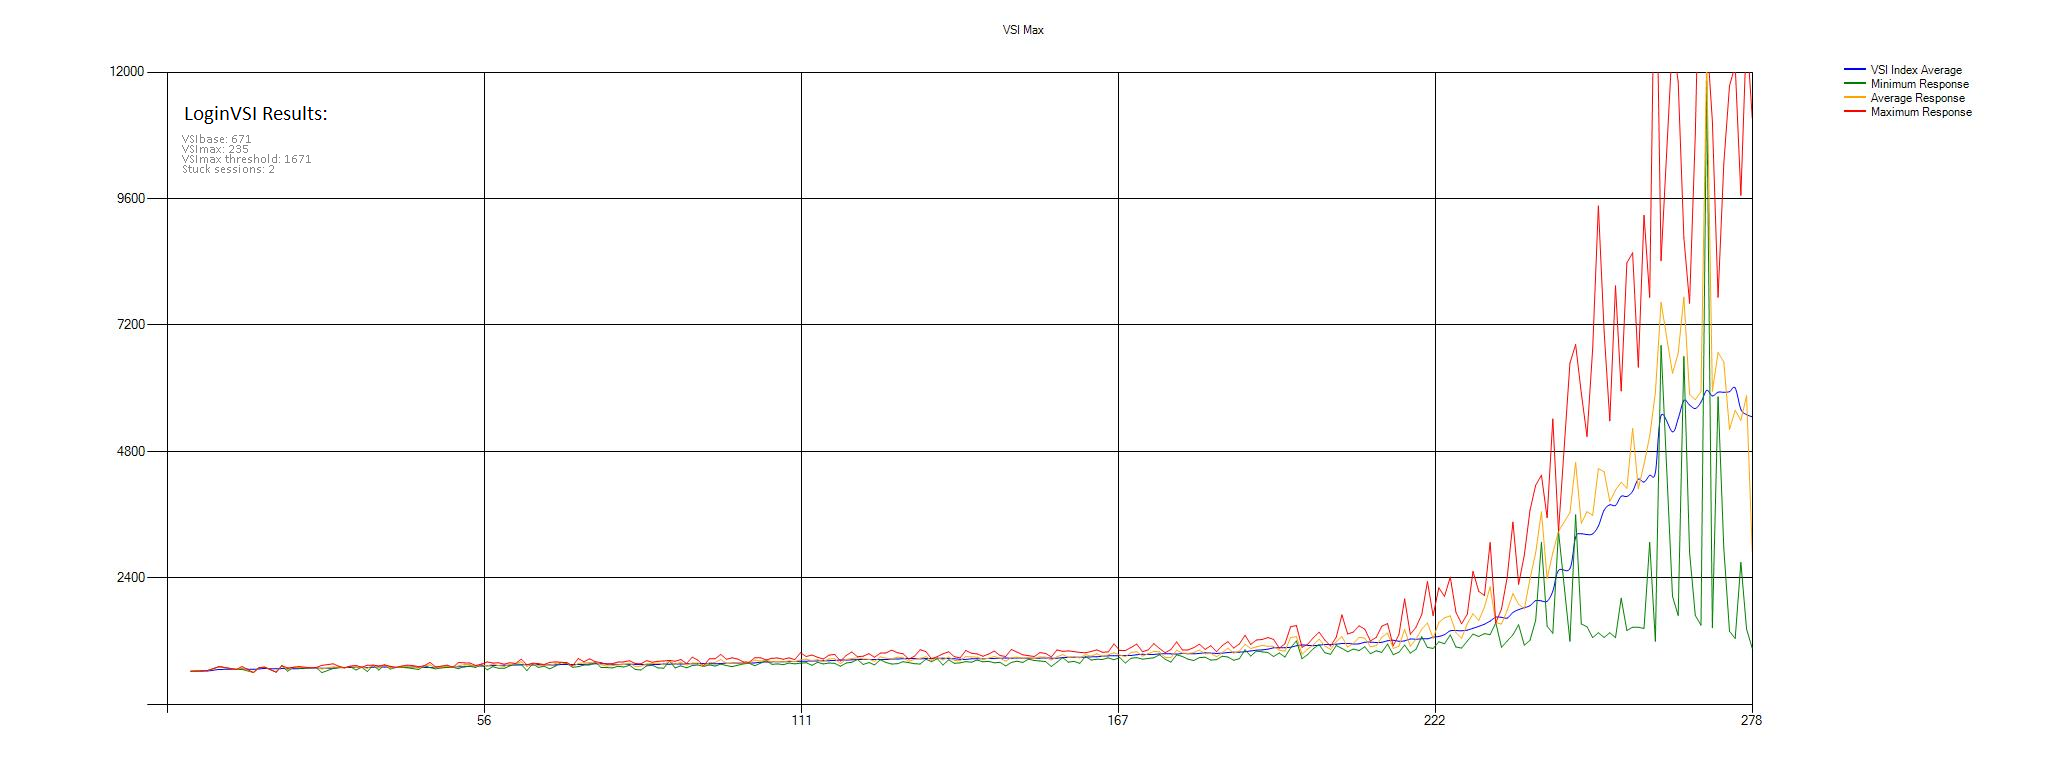 VSI Max
12000
9600
7200
4800
2400
56
111
167
222
278
LoginVSI Results:
VSIbase: 671
VSImax: 235
VSImax threshold: 1671
Stuck sessions: 2
VSI Index Average
Minimum Response
Average Response
Maximum Response